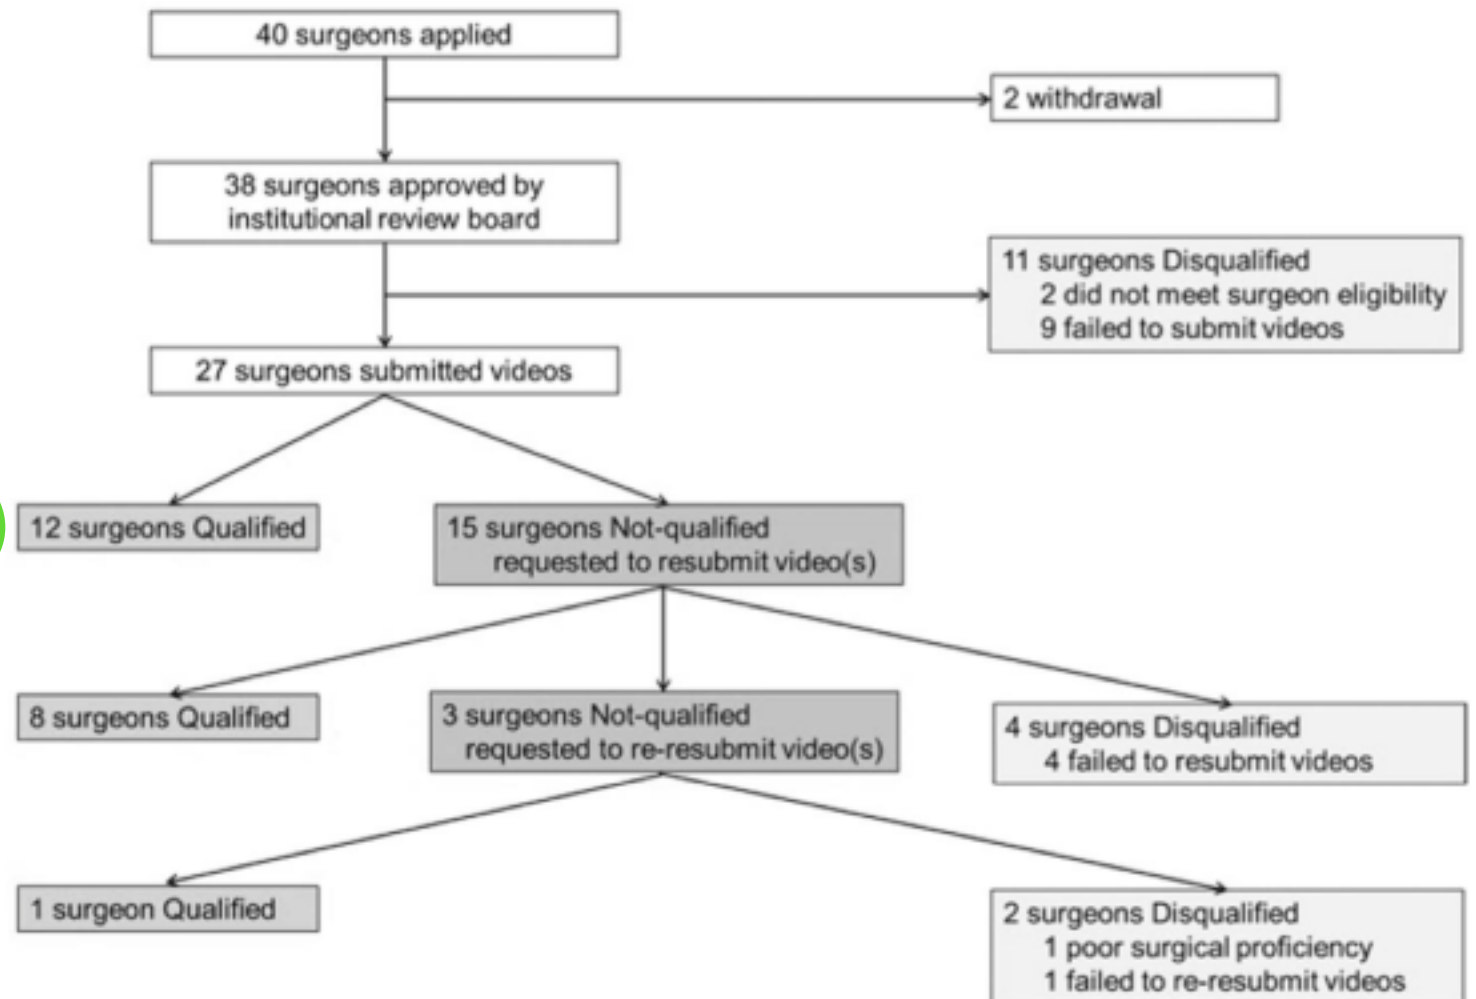 40 surgeons applied
2 withdrawal
38 surgeons approved by
institutional review board
11 surgeons Disqualified
2 did not meet surgeon eligibility
9 failed to submit videos
27 surgeons submitted videos
12 surgeons Qualified
15 surgeons Not-qualified
requested to resubmit video(s)
8 surgeons Qualified
3 surgeons Not-qualified
requested to re-resubmit video(s)
4 surgeons Disqualified
4 failed to resubmit videos
1 surgeon Qualified
2 surgeons Disqualified
1 poor surgical proficiency
1 failed to re-resubmit videos